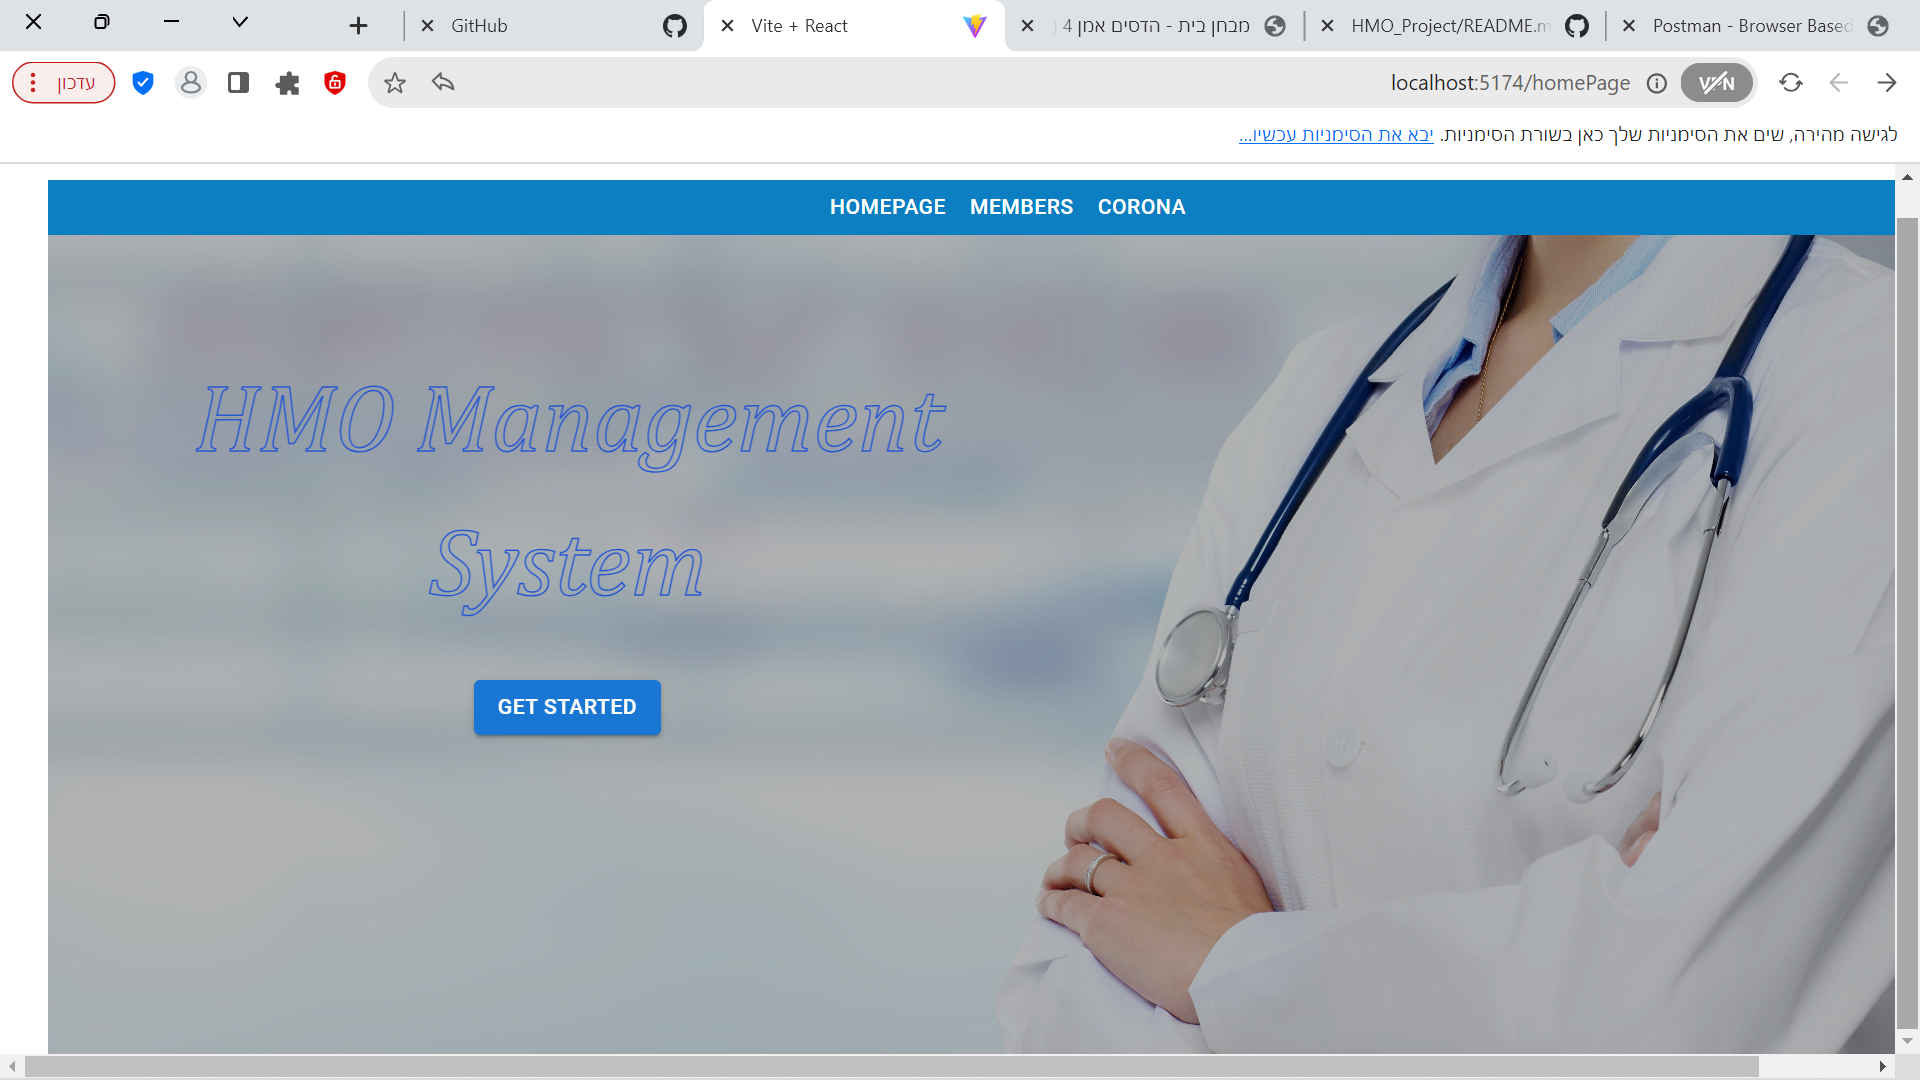 GitHub
Vite + React
מבחן בית - הדסים אמן 4
HMO_Project/README.m
Postman - Browser Based
עדכון
localhost:5174/homePage
VPN
לגישה מהירה, שים את הסימניות שלך כאן בשורת הסימניות. יבא את הסימניות עכשיו...
HOMEPAGE MEMBERS CORONA
HMO Management
System
GET STARTED